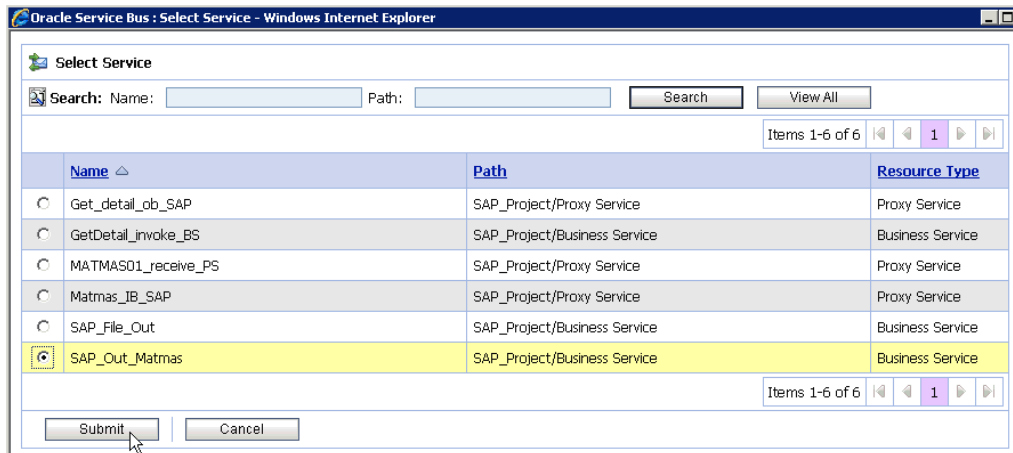 Oracle Service Bus : Select Service - Windows Internet Explorer
Select Service
Search: Name: Path: Search View All
Items 1-6 of 6 1
Name Path Resource Type
Get_detail_ob_SAP SAP_Project/Proxy Service Proxy Service
GetDetail_invoke_BS SAP_Project/Business Service Business Service
MATMAS01_receive_PS SAP_Project/Proxy Service Proxy Service
Matmas_IB_SAP SAP_Project/Proxy Service Proxy Service
SAP_File_Out SAP_Project/Business Service Business Service
SAP_Out_Matmas SAP_Project/Business Service Business Service
Items 1-6 of 6 1
Submit Cancel